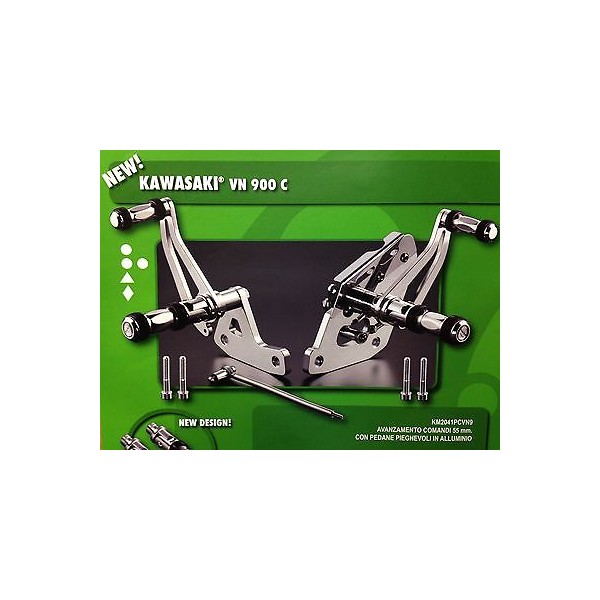 NEW!
KAWASAKI® VN 900 C
NEW DESIGN!
KM2041PCVN9
AVANZAMENTO COMANDI 55 mm.
CON PEDANE PIEGHEVOLI IN ALLUMINIO